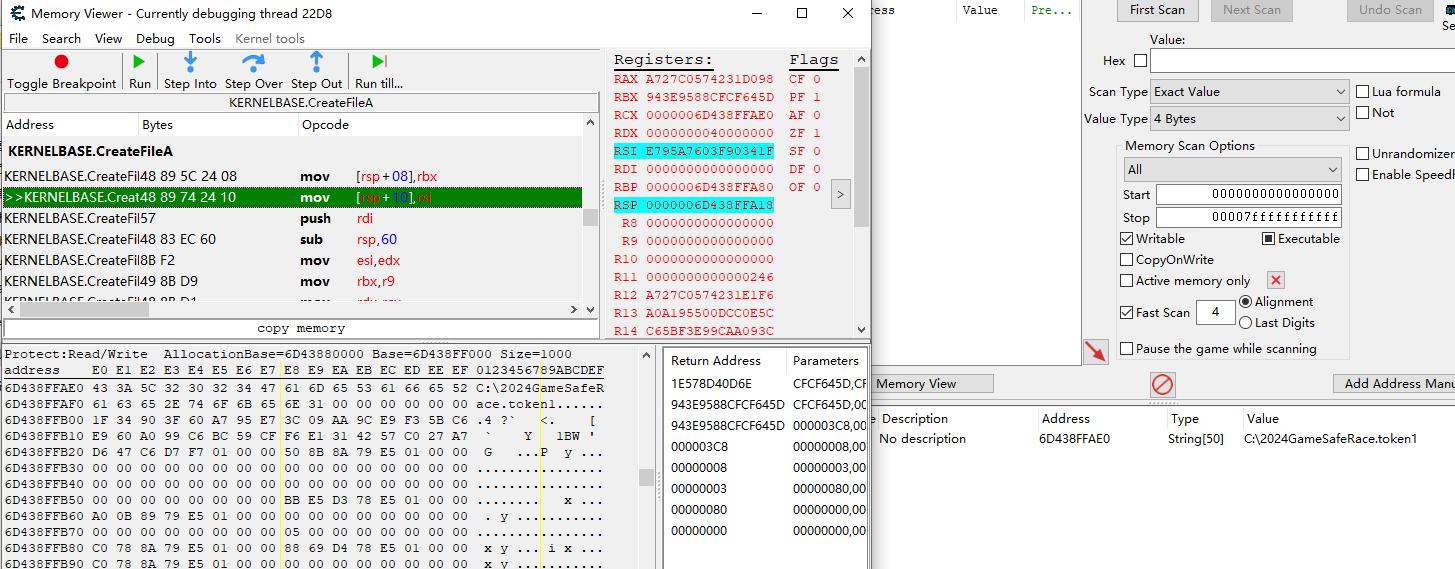 Memory Viewer - Currently debugging thread 22D8
File Search View Debug Tools Kernel tools
Toggle Breakpoint Run Step Into Step Over Step Out Run till...
KERNELBASE.CreateFileA
Address Bytes Opcode
KERNELBASE.CreateFileA
KERNELBASE.CreateFil48 89 5C 24 08 mov [rsp+08],rbx
>>KERNELBASE.Creat48 89 74 24 10 mov [rsp+10],rsi
KERNELBASE.CreateFil57 push rdi
KERNELBASE.CreateFil48 83 EC 60 sub rsp,60
KERNELBASE.CreateFil8B F2 mov esi,edx
KERNELBASE.CreateFil49 8B D9 mov rbx,r9
copy memory
Registers: Flags
RAX A727C0574231D098 CF 0
RBX 943E9588CFCF645D PF 1
RCX 0000006D438FFAE0 AF 0
RDX 0000000040000000 ZF 1
RSI E795A7603F90341F SF 0
RDI 0000000000000000 DF 0
RBP 0000006D438FFA80 OF 0
RSP 0000006D438FFA18
R8 0000000000000000
R9 0000000000000000
R10 0000000000000000
R11 0000000000000246
R12 A727C0574231E1F6
R13 A0A195500DCC0E5C
R14 C65BF3E99CAA093C
>
Protect:Read/Write AllocationBase=6D43880000 Base=6D438FF000 Size=1000
address E0 E1 E2 E3 E4 E5 E6 E7 E8 E9 EA EB EC ED EE EF 0123456789ABCDEF
6D438FFAE0 43 3A 5C 32 30 32 34 47 61 6D 65 53 61 66 65 52 C:\2024GameSafeR
6D438FFAF0 61 63 65 2E 74 6F 6B 65 6E 31 00 00 00 00 00 00 ace.token1......
6D438FFB00 1F 34 90 3F 60 A7 95 E7 3C 09 AA 9C E9 F3 5B C6 .4 ?` <. [
6D438FFB10 E9 60 A0 99 C6 BC 59 CF F6 E1 31 42 57 C0 27 A7 ` Y 1BW '
6D438FFB20 D6 47 C6 D7 F7 01 00 00 50 8B 8A 79 E5 01 00 00 G ...P y...
6D438FFB30 00 00 00 00 00 00 00 00 00 00 00 00 00 00 00 00 ................
6D438FFB40 00 00 00 00 00 00 00 00 00 00 00 00 00 00 00 00 ................
6D438FFB50 00 00 00 00 00 00 00 00 BB E5 D3 78 E5 01 00 00 ........ x ...
6D438FFB60 A0 0B 89 79 E5 01 00 00 00 00 00 00 00 00 00 00 . y ...........
6D438FFB70 00 00 00 00 00 00 00 00 05 00 00 00 00 00 00 00 ................
6D438FFB80 C0 78 8A 79 E5 01 00 00 88 69 D4 78 E5 01 00 00 xy ... i x ...
6D438FFB90 C0 78 8A 79 E5 01 00 00 00 00 00 00 00 00 00 00 xy ...........
Return Address Parameters
1E578D40D6E CFCF645D,CF
943E9588CFCF645D CFCF645D,00
943E9588CFCF645D 000003C8,00
000003C8 00000008,00
00000008 00000003,00
00000003 00000080,00
00000080 00000000,00
00000000 00000000,00
ess Value Pre...
First Scan Next Scan Undo Scan
Se
Value:
Hex
Scan Type Exact Value
Lua formula
Value Type 4 Bytes
Not
Memory Scan Options
All
Unrandomizer
Start 0000000000000000
Enable SpeedH
Stop 00007fffffffffff
Writable Executable
CopyOnWrite
Active memory only
Fast Scan 4 Alignment
Last Digits
Pause the game while scanning
Memory View Add Address Manu
Description Address Type Value
No description 6D438FFAE0 String[50] C:\2024GameSafeRace.token1